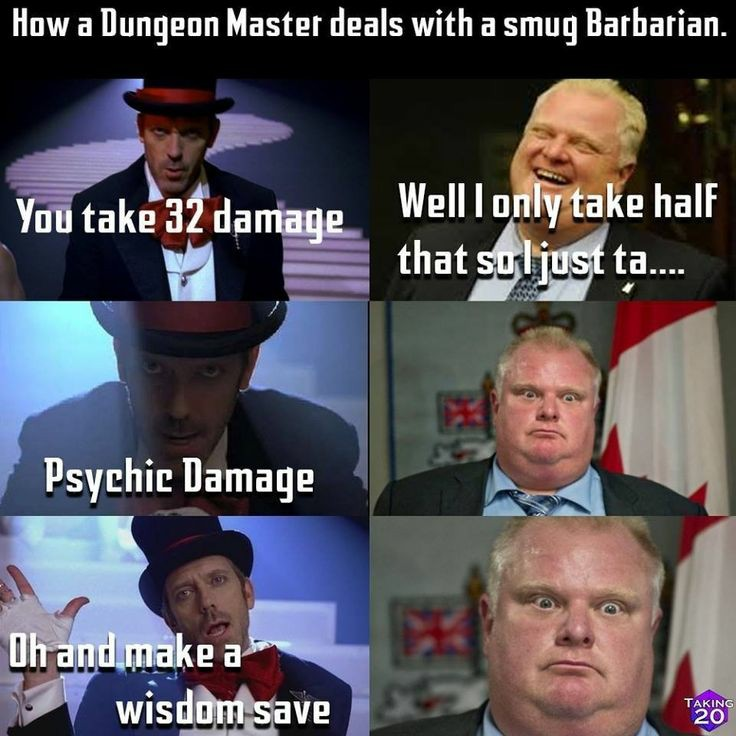 How a Dungeon Master deals with a smug Barbarian.
You take 32 damage
Well I only take half
that so I just ta....
Psychic Damage
Oh and make a
wisdom save
TAKING
20